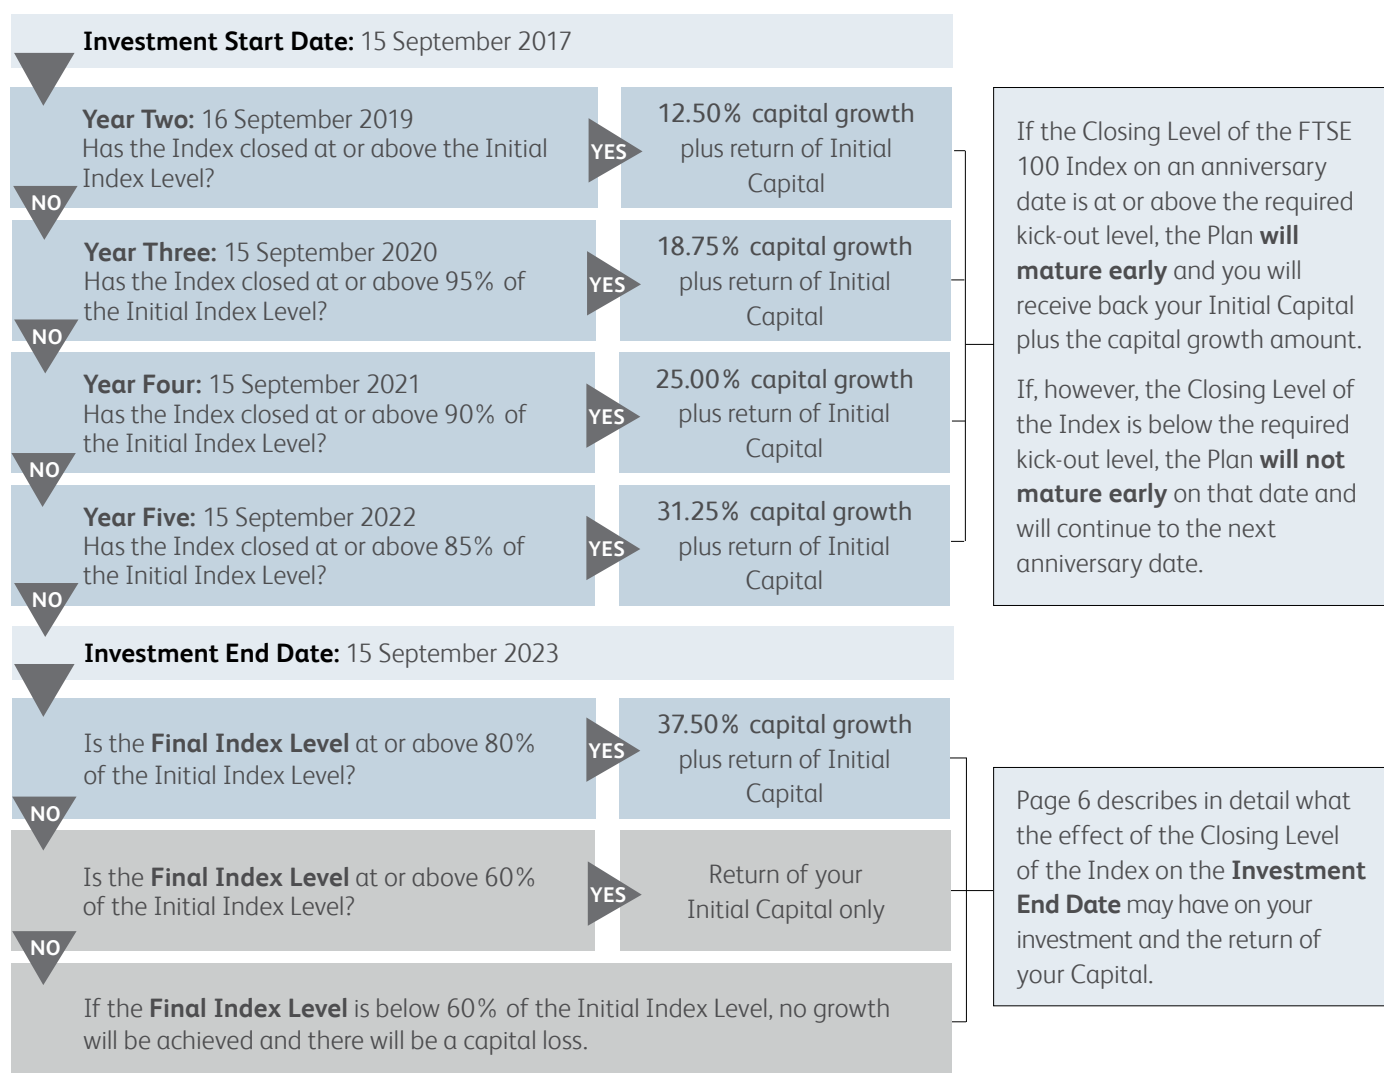 Investment Start Date: 15 September 2017
Year Two: 16 September 2019
Has the Index closed at or above the Initial
Index Level?
YES
12.50% capital growth
plus return of Initial
Capital
NO
Year Three: 15 September 2020
Has the Index closed at or above 95% of
the Initial Index Level?
YES
18.75% capital growth
plus return of Initial
Capital
NO
Year Four: 15 September 2021
Has the Index closed at or above 90% of
the Initial Index Level?
YES
25.00% capital growth
plus return of Initial
Capital
NO
Year Five: 15 September 2022
Has the Index closed at or above 85% of
the Initial Index Level?
YES
31.25% capital growth
plus return of Initial
Capital
NO
If the Closing Level of the FTSE
100 Index on an anniversary
date is at or above the required
kick-out level, the Plan will
mature early and you will
receive back your Initial Capital
plus the capital growth amount.
If, however, the Closing Level of
the Index is below the required
kick-out level, the Plan will not
mature early on that date and
will continue to the next
anniversary date.
Investment End Date: 15 September 2023
Is the Final Index Level at or above 80%
of the Initial Index Level?
YES
37.50% capital growth
plus return of Initial
Capital
NO
Is the Final Index Level at or above 60%
of the Initial Index Level?
YES
Return of your
Initial Capital only
NO
If the Final Index Level is below 60% of the Initial Index Level, no growth
will be achieved and there will be a capital loss.
Page 6 describes in detail what
the effect of the Closing Level
of the Index on the Investment
End Date may have on your
investment and the return of
your Capital.